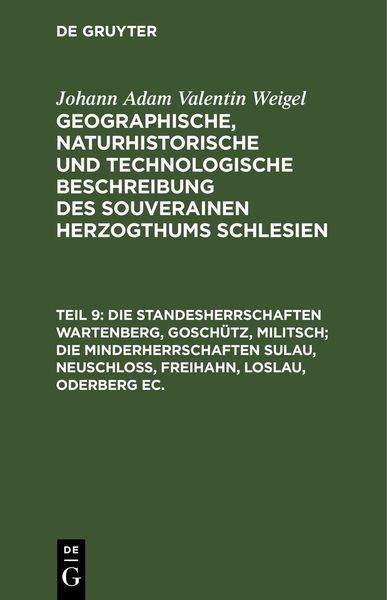 DE GRUYTER
Johann Adam Valentin Weigel
GEOGRAPHISCHE,
NATURHISTORISCHE
UND TECHNOLOGISCHE
BESCHREIBUNG
DES SOUVERAINEN
HERZOGTHUMS SCHLESIEN
TEIL 9: DIE STANDESHERRSCHAFTEN
WARTENBERG, GOSCHÜTZ, MILITSCH;
DIE MINDERHERRSCHAFTEN SULAU,
NEUSCHLOSS, FREIHAHN, LOSLAU,
ODERBERG EC.
DE
G